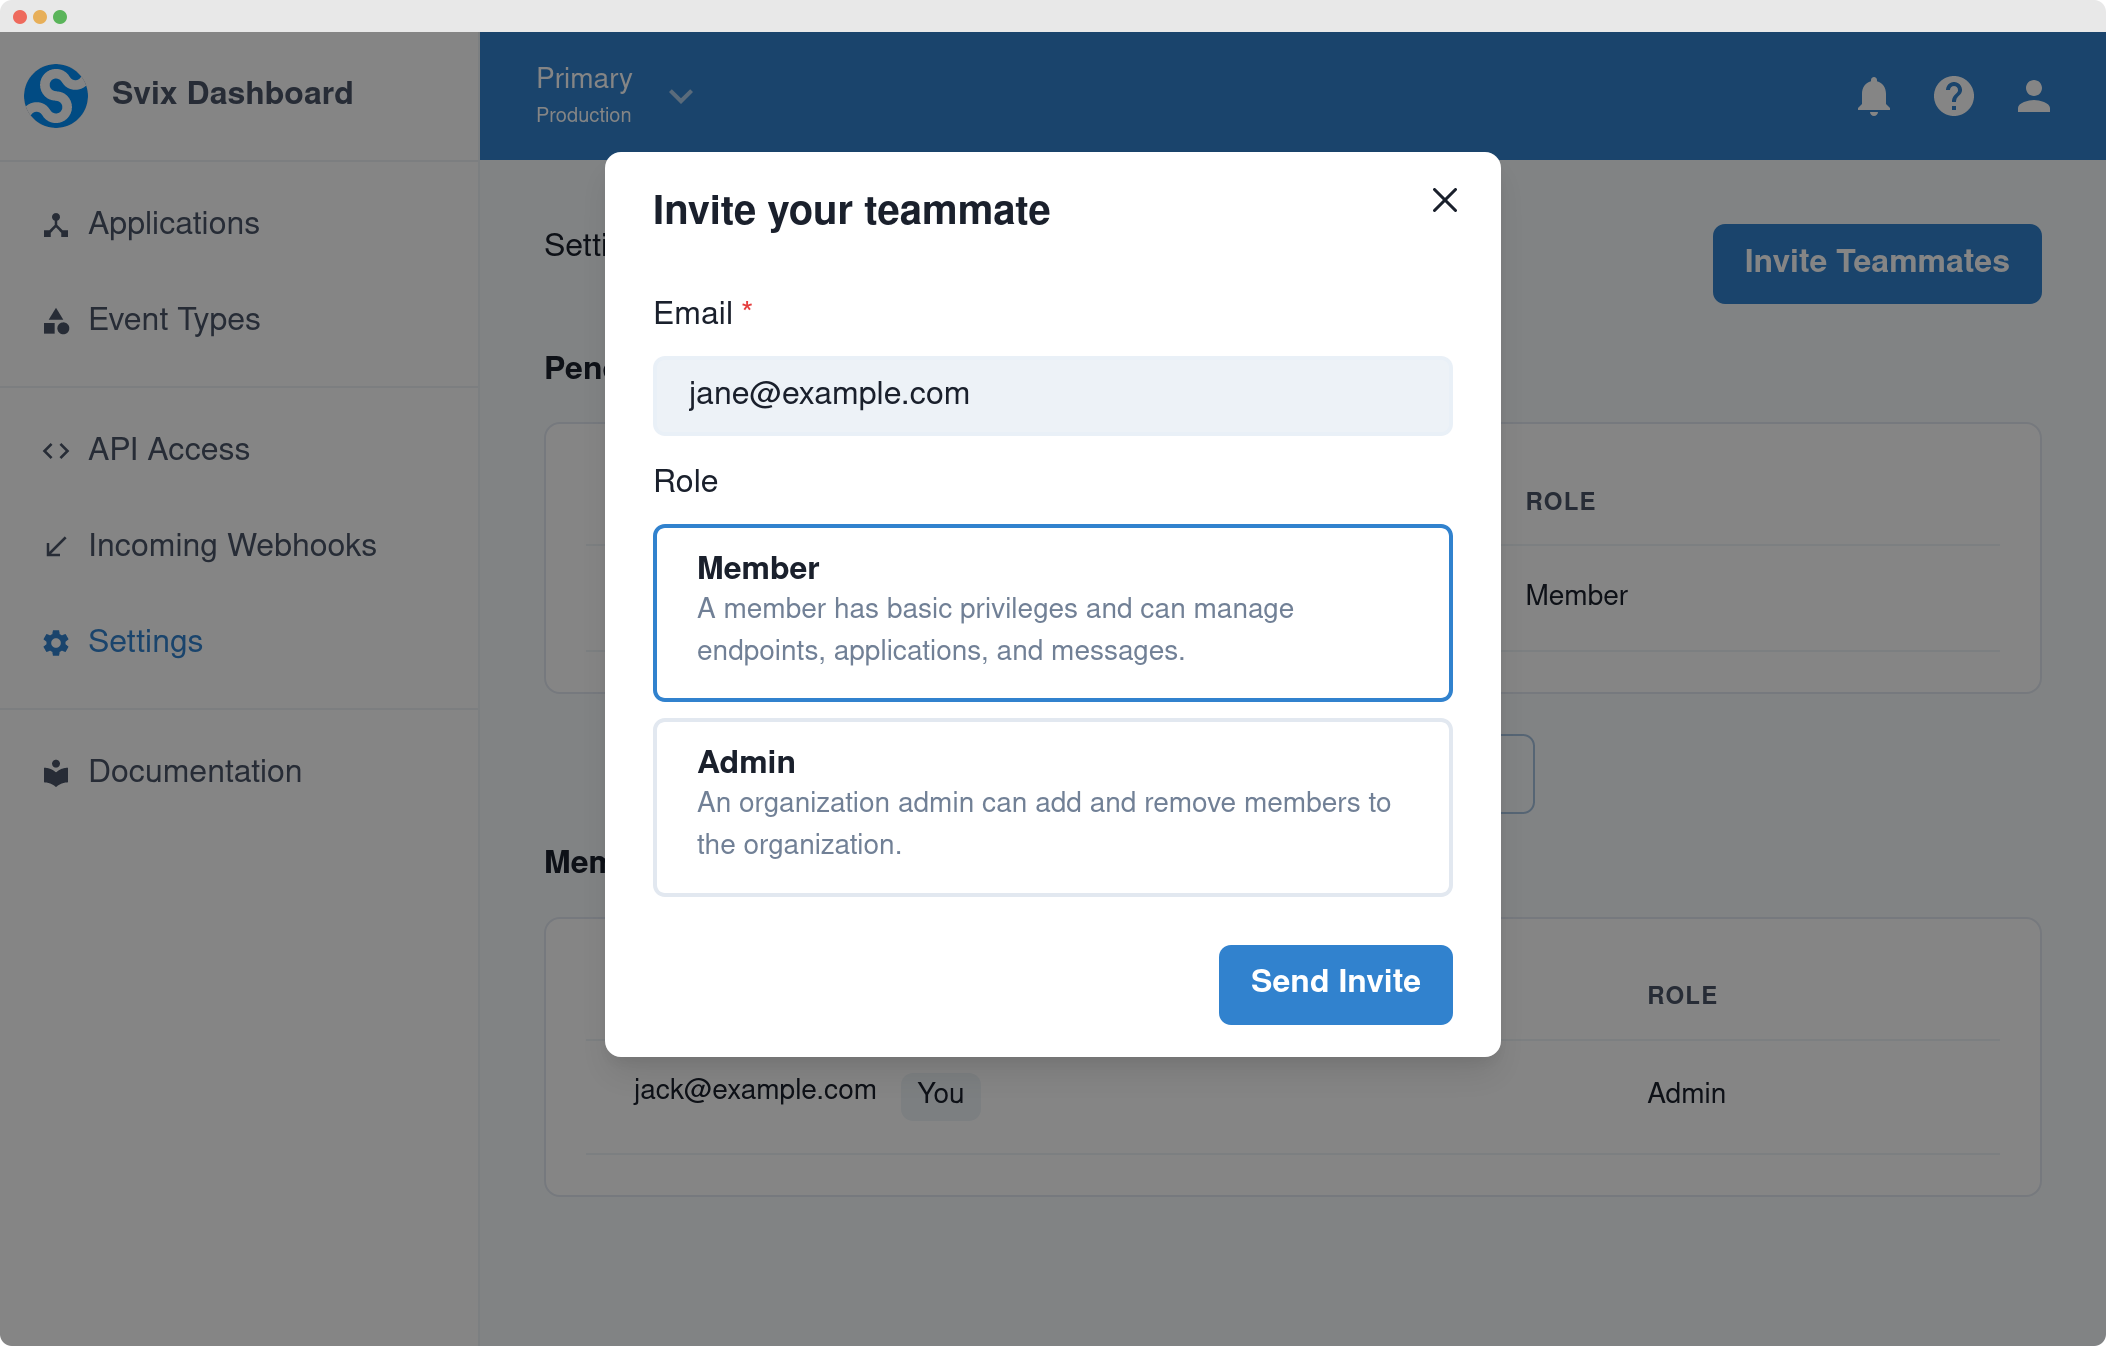 Svix Dashboard
Primary
Production
Applications
Event Types
API Access
Incoming Webhooks
Settings
Documentation
Invite Teammates
ROLE
Member
Invite your teammate
Email *
jane@example.com
Role
Member
A member has basic privileges and can manage
endpoints, applications, and messages.
Admin
An organization admin can add and remove members to
the organization.
Send Invite
ROLE
jack@example.com You Admin